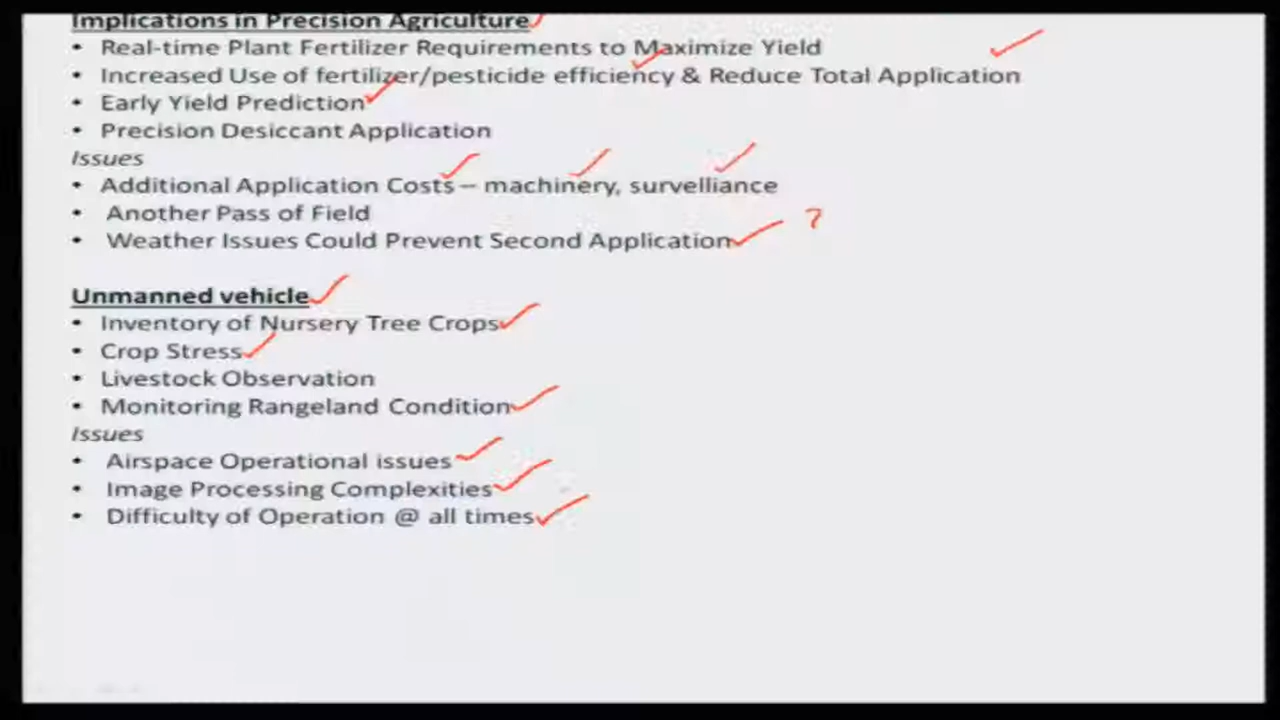 Implications in Precision Agriculture
• Real-time Plant Fertilizer Requirements to Maximize Yield
• Increased Use of fertilizer/pesticide efficiency & Reduce Total Application
• Early Yield Prediction
• Precision Desiccant Application
Issues
• Additional Application Costs – machinery, survelliance
• Another Pass of Field
• Weather Issues Could Prevent Second Application ?
Unmanned vehicle
• Inventory of Nursery Tree Crops
• Crop Stress
• Livestock Observation
• Monitoring Rangeland Condition
Issues
• Airspace Operational issues
• Image Processing Complexities
• Difficulty of Operation @ all times